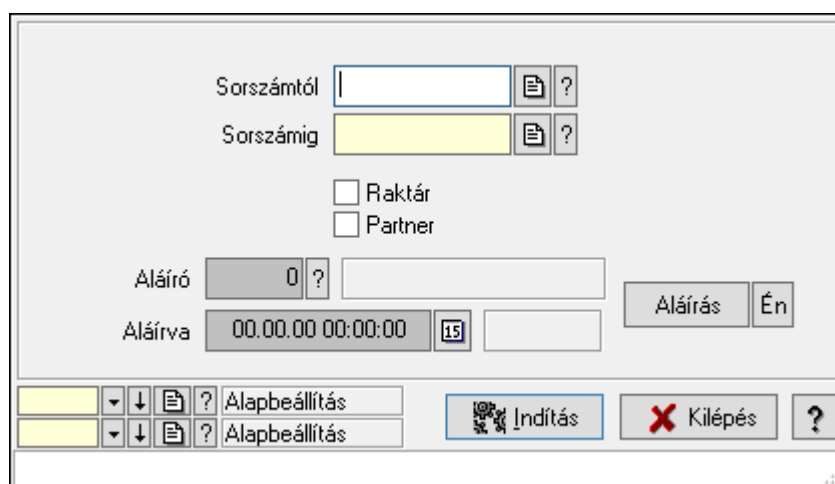 Sorszámtól ?
Sorszámig ?
Raktár
Partner
Aláíró 0 ?
Aláírás Én
Aláírva 00.00.00 00:00:00 15
? Alapbeállítás
? Alapbeállítás
Indítás Kilépés ?